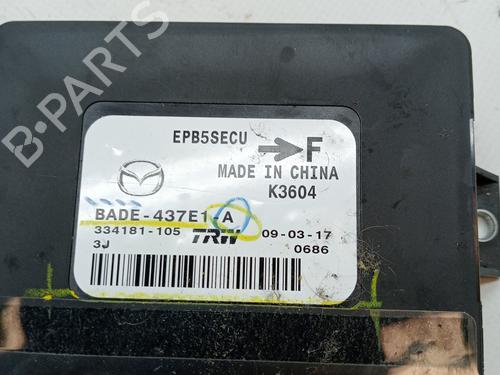 EPB5SECU
F
MADE IN CHINA
K3604
BADE-437E1 A
334181-105 TRW 09-03-17
3J 0686
B-PARTS